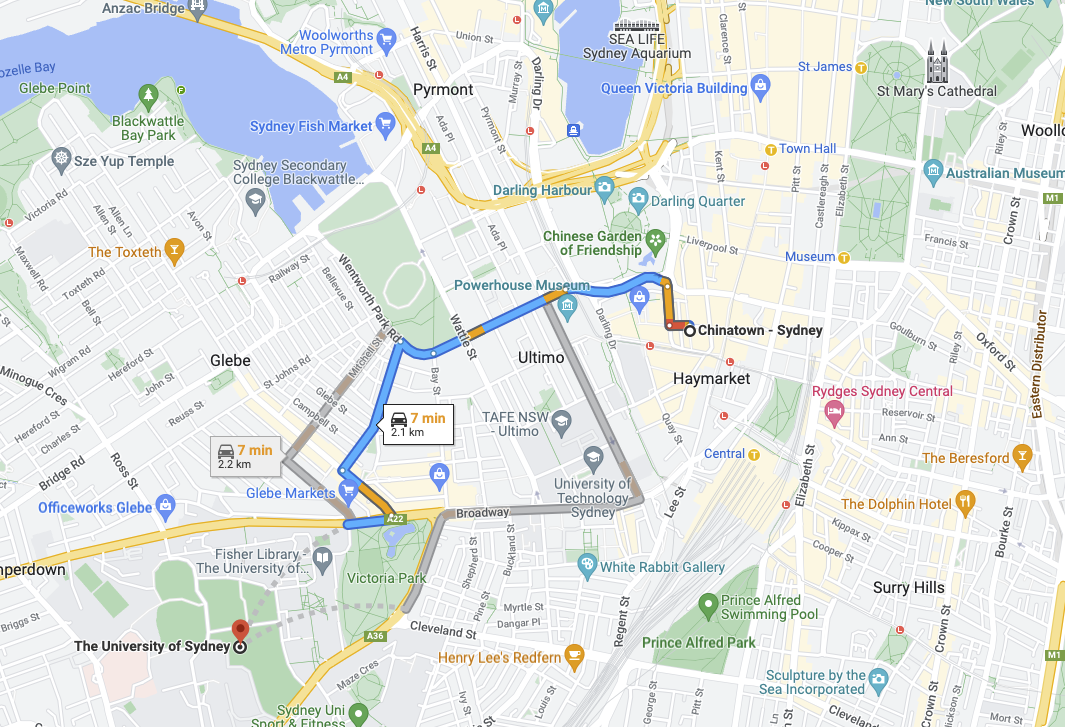 Anzac Bridge
New South Wales
Woolworths
Metro Pyrmont
Harris St
Union St
SEA LIFE
Sydney Aquarium
Clarence St
ozelle Bay
Glebe Point
A4
Murray St
Darling Dr
St James
St Mary's Cathedral
Pyrmont
Queen Victoria Building
Blackwattle
Bay Park
Sydney Fish Market
Ada Pl
Pyrmont St
Woollo
Riley St
A4
Town Hall
Sze Yup Temple
Sydney Secondary
College Blackwattle...
Kent St
Pitt St
Castlereagh St
Elizabeth St
Australian Museum
Darling Harbour
Darling Quarter
M1
Victoria Rd
Allen St
Allen Ln
Avon St
Crown St
Ada Pl
Chinese Garden
of Friendship
Liverpool St
Francis St
The Toxteth
Maxwell Rd
Toxteth Rd
Railway St
Wentworth Park Rd
Museum
Bellevue St
Powerhouse Museum
Bell St
Wattle St
Darling Dr
Chinatown - Sydney
Goulburn St
Oxford St
Eastern Distributor
Mitchell St
Ultimo
Riley St
Wigram Rd
Hereford St
Glebe
St Johns Rd
Bay St
Haymarket
Minogue Cres
John St
Glebe St
Rydges Sydney Central
Reuss St
Campbell St
7 min
2.1 km
TAFE NSW
- Ultimo
Quay St
Reservoir St
Hereford St
Charles St
Ann St
Bridge Rd
Ross St
7 min
2.2 km
Central
Elizabeth St
The Beresford
Glebe Markets
University of
Technology
Sydney
Lee St
The Dolphin Hotel
Officeworks Glebe
A22
Broadway
Kippax St
Bourke St
Fisher Library -
The University of...
Shepherd St
Buckland St
Cooper St
mperdown
Victoria Park
White Rabbit Gallery
Surry Hills
Pine St
Myrtle St
Dangar Pl
Regent St
Prince Alfred
Swimming Pool
Briggs St
Cleveland St
A36
Prince Alfred Park
The University of Sydney
Henry Lee's Redfern
M1
Maze Cres
Sculpture by the
Sea Incorporated
Ivy St
Louis St
George St
Pitt St
Crown St
Mort St
Sydney Uni
Sport & Fitness
Cleveland